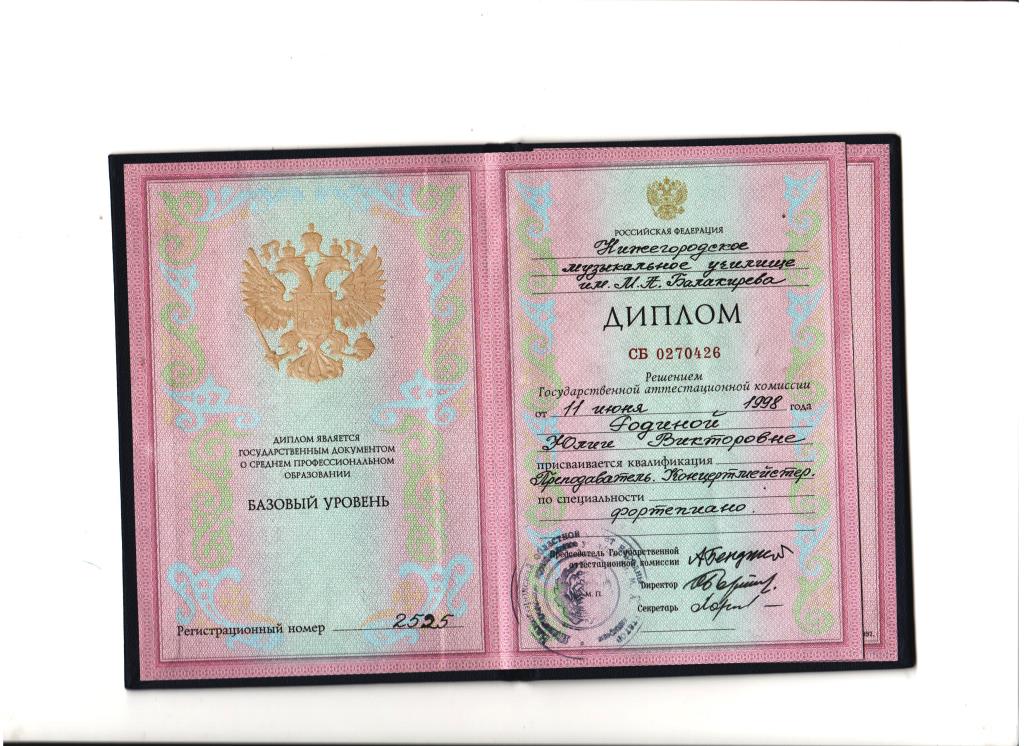 ДИПЛОМ ЯВЛЯЕТСЯ
ГОСУДАРСТВЕННЫМ ДОКУМЕНТОМ
О СРЕДНЕМ ПРОФЕССИОНАЛЬНОМ
ОБРАЗОВАНИИ
БАЗОВЫЙ УРОВЕНЬ
Регистрационный номер 2525
РОССИЙСКАЯ ФЕДЕРАЦИЯ
Нижегородское
музыкальное училище
им. М.А. Балакирева
ДИПЛОМ
СБ 0270426
Решением
Государственной аттестационной комиссии
от 11 июня 1998 года
Годиной
Юлии Викторовне
присваивается квалификация
Преподаватель. Концертмейстер.
по специальности
фортепиано.
Председатель Государственной
аттестационной комиссии
М. П.
Директор
Секретарь